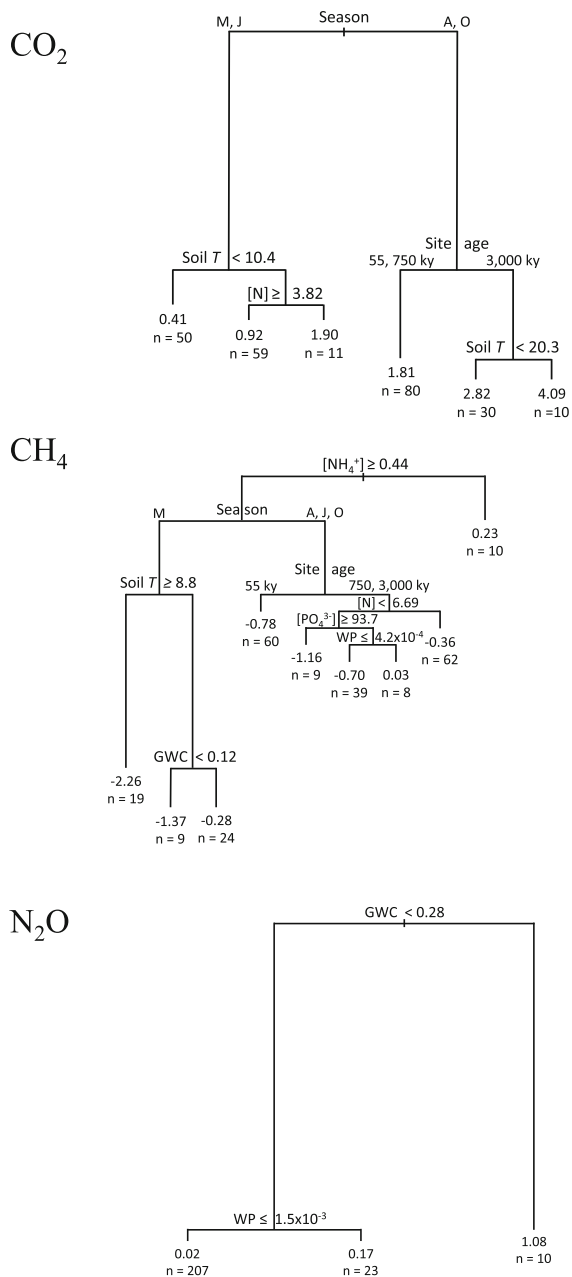 CO₂
Season
M, J
A, O
Soil T < 10.4
Site age
55, 750 ky
3,000 ky
[N] ≥ 3.82
0.41
n = 50
0.92
n = 59
1.90
n = 11
Soil T < 20.3
1.81
n = 80
2.82
n = 30
4.09
n =10
CH₄
[NH₄⁺] ≥ 0.44
M
Season
A, J, O
0.23
n = 10
Soil T ≥ 8.8
Site age
55 ky
750, 3,000 ky
[N] < 6.69
-0.78
n = 60
[PO₄³⁻] ≥ 93.7
WP ≤ 4.2x10⁻⁴
-0.36
n = 62
-1.16
n = 9
-0.70
n = 39
0.03
n = 8
GWC < 0.12
-2.26
n = 19
-1.37
n = 9
-0.28
n = 24
N₂O
GWC < 0.28
WP ≤ 1.5x10⁻³
0.02
n = 207
0.17
n = 23
1.08
n = 10